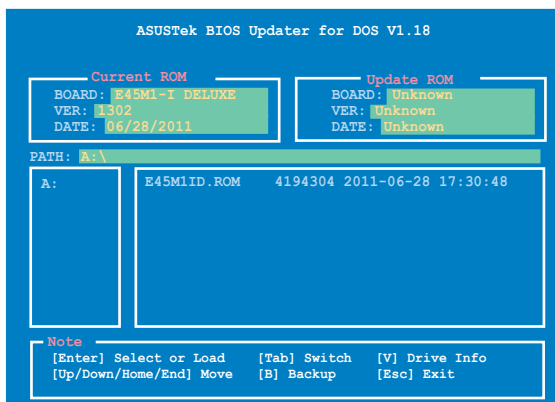 ASUSTek BIOS Updater for DOS V1.18
Current ROM
BOARD: E45M1-I DELUXE
VER: 1302
DATE: 06/28/2011
Update ROM
BOARD: Unknown
VER: Unknown
DATE: Unknown
PATH: A:\
A:
E45M1ID.ROM 4194304 2011-06-28 17:30:48
Note
[Enter] Select or Load [Tab] Switch [V] Drive Info
[Up/Down/Home/End] Move [B] Backup [Esc] Exit